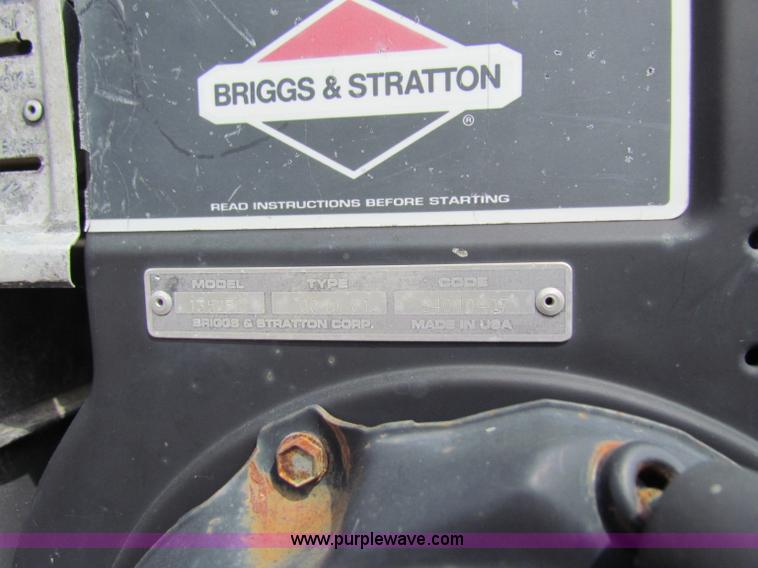 BRIGGS & STRATTON
®
READ INSTRUCTIONS BEFORE STARTING
MODEL TYPE CODE
BRIGGS & STRATTON CORP. MADE IN USA
www.purplewave.com